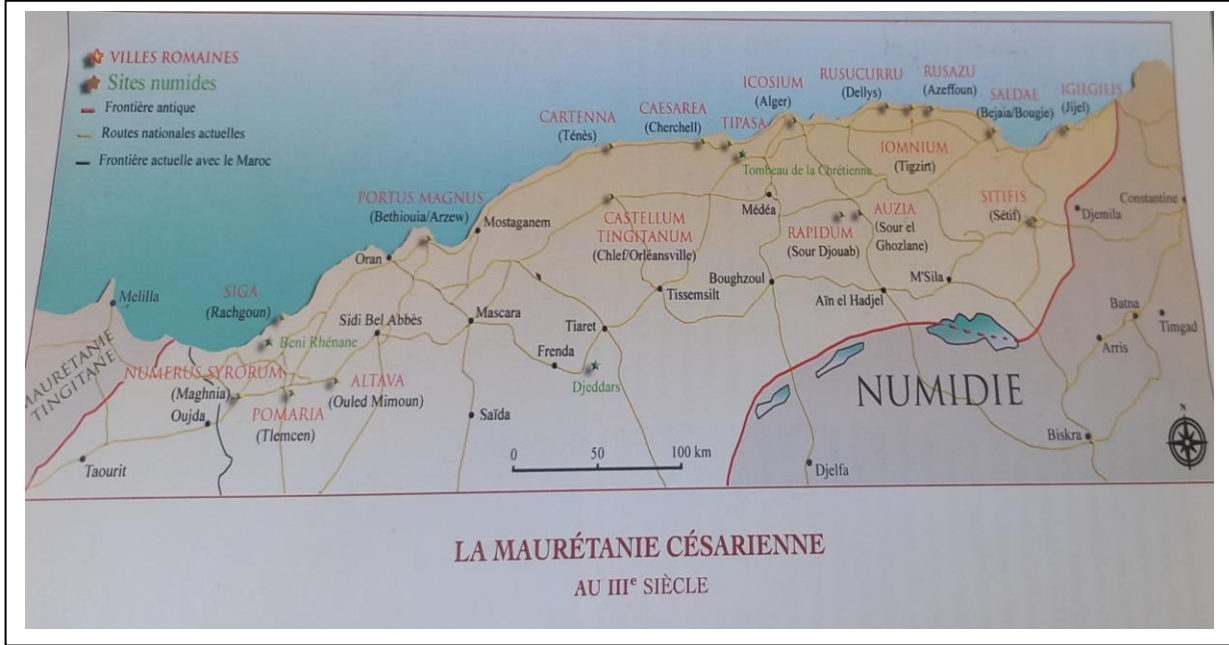 VILLES ROMAINES
Sites numides
Frontière antique
Routes nationales actuelles
Frontière actuelle avec le Maroc
CARTENNA
(Ténès)
CAESAREA
(Cherchell)
TIPASA
ICOSIUM
(Alger)
RUSUCURRU
(Dellys)
RUSAZU
(Azeffoun)
SALDAE
(Bejaia/Bougie)
IGILGILIS
(Jijel)
IOMNIUM
(Tigzirt)
Tombeau de la Chrétienne
PORTUS MAGNUS
(Bethiouia/Arzew)
Mostaganem
CASTELLUM
TINGITANUM
(Chlef/Orléansville)
Médéa
RAPIDUM
(Sour Djouab)
AUZIA
(Sour el
Ghozlane)
SITIFIS
(Sétif)
Constantine
Djemila
Oran
Melilla
SIGA
(Rachgoun)
Beni Rhénane
Sidi Bel Abbès
Mascara
Tissemsilt
Boughzoul
Aïn el Hadjel
M'Sila
Batna
Timgad
Arris
MAURÉTANIE
TINGITANE
NUMERUS SYRORUM
(Maghnia)
Oujda
POMARIA
(Tlemcen)
ALTAVA
(Ouled Mimoun)
Tiaret
Frenda
Djeddars
Saïda
NUMIDIE
Biskra
Djelfa
Taourit
0 50 100 km
N
LA MAURÉTANIE CÉSARIENNE
AU IIIe SIÈCLE